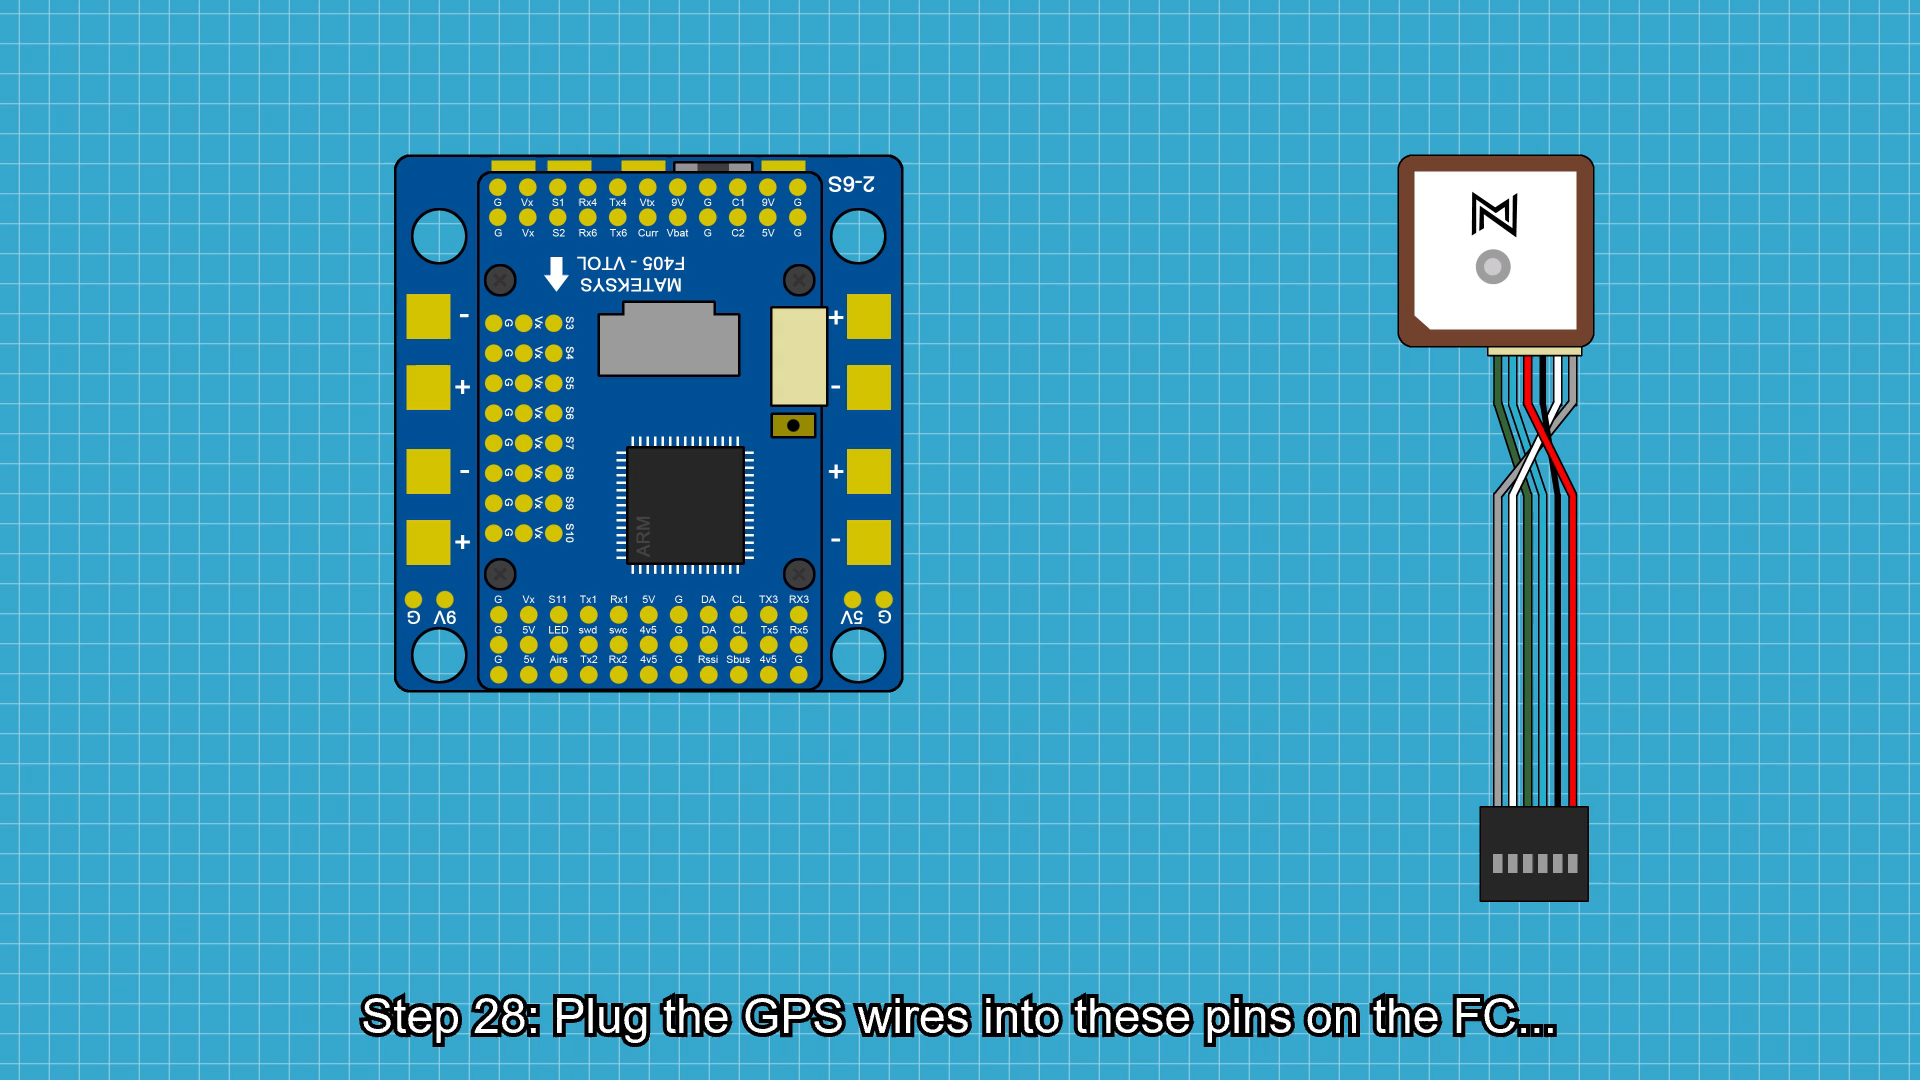 2-6S
G Vx S1 Rx4 Tx4 Vtx 9V G C1 9V G
G Vx S2 Rx6 Tx6 Curr Vbat G C2 5V G
MATEKSYS
F405 - VTOL
G Vx S3
G Vx S4
G Vx S5
G Vx S6
G Vx S7
G Vx S8
G Vx S9
G Vx S10
- + - +
+ - + -
ARM
G Vx S11 Tx1 Rx1 5V G DA CL TX3 RX3
G 9V
5V G
G 5V LED swd swc 4v5 G DA CL Tx5 Rx5
G 5v Airs Tx2 Rx2 4v5 G Rssi Sbus 4v5 G
Step 28: Plug the GPS wires into these pins on the FC...